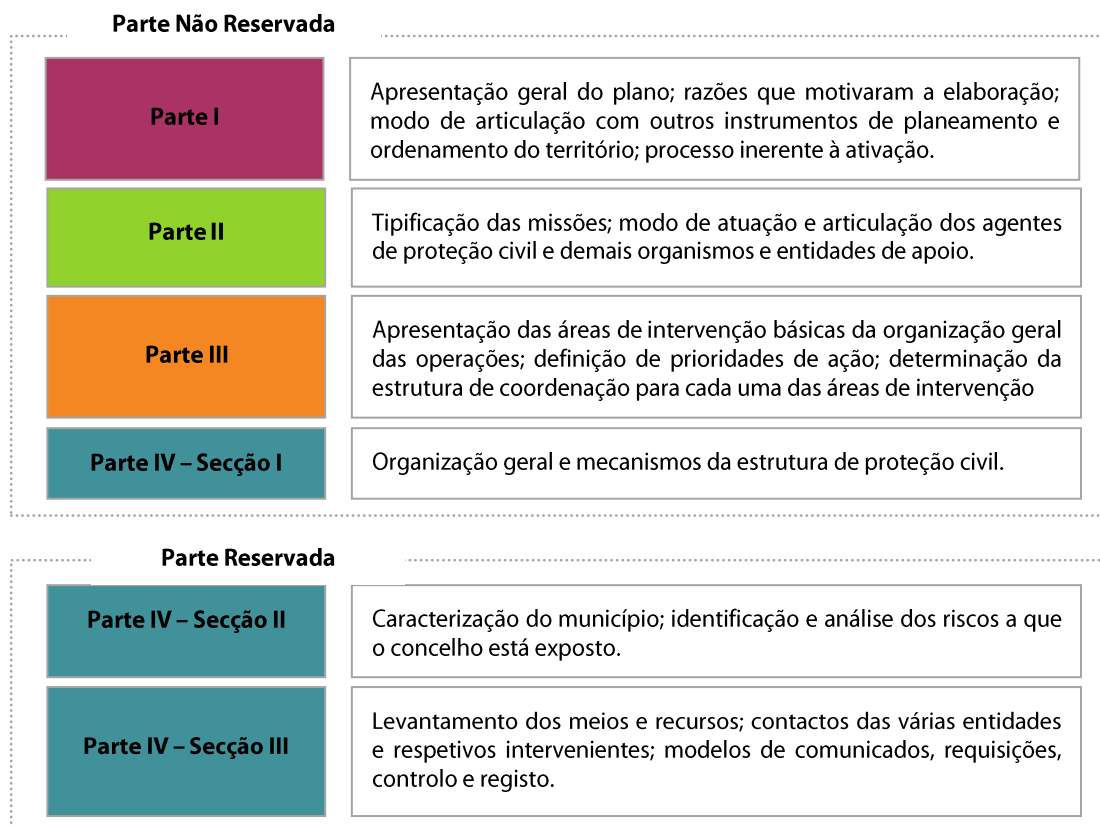 Parte Não Reservada
Parte I
Apresentação geral do plano; razões que motivaram a elaboração;
modo de articulação com outros instrumentos de planeamento e
ordenamento do território; processo inerente à ativação.
Parte II
Tipificação das missões; modo de atuação e articulação dos agentes
de proteção civil e demais organismos e entidades de apoio.
Parte III
Apresentação das áreas de intervenção básicas da organização geral
das operações; definição de prioridades de ação; determinação da
estrutura de coordenação para cada uma das áreas de intervenção
Parte IV – Secção I
Organização geral e mecanismos da estrutura de proteção civil.
Parte Reservada
Parte IV – Secção II
Caracterização do município; identificação e análise dos riscos a que
o concelho está exposto.
Parte IV – Secção III
Levantamento dos meios e recursos; contactos das várias entidades
e respetivos intervenientes; modelos de comunicados, requisições,
controlo e registo.